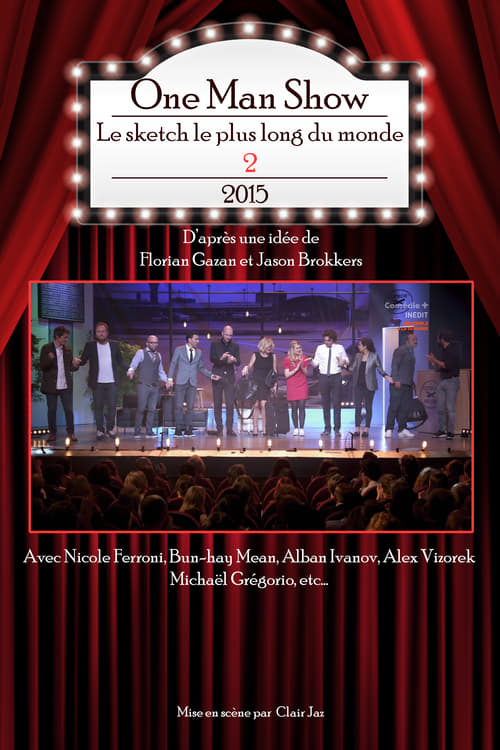 One Man Show
Le sketch le plus long du monde
2
2015
D'après une idée de
Florian Gazan et Jason Brokkers
Comédie +
INÉDIT
Avec Nicole Ferroni, Bun-hay Mean, Alban Ivanov, Alex Vizorek
Michaël Grégorio, etc...
Mise en scène par Clair Jaz